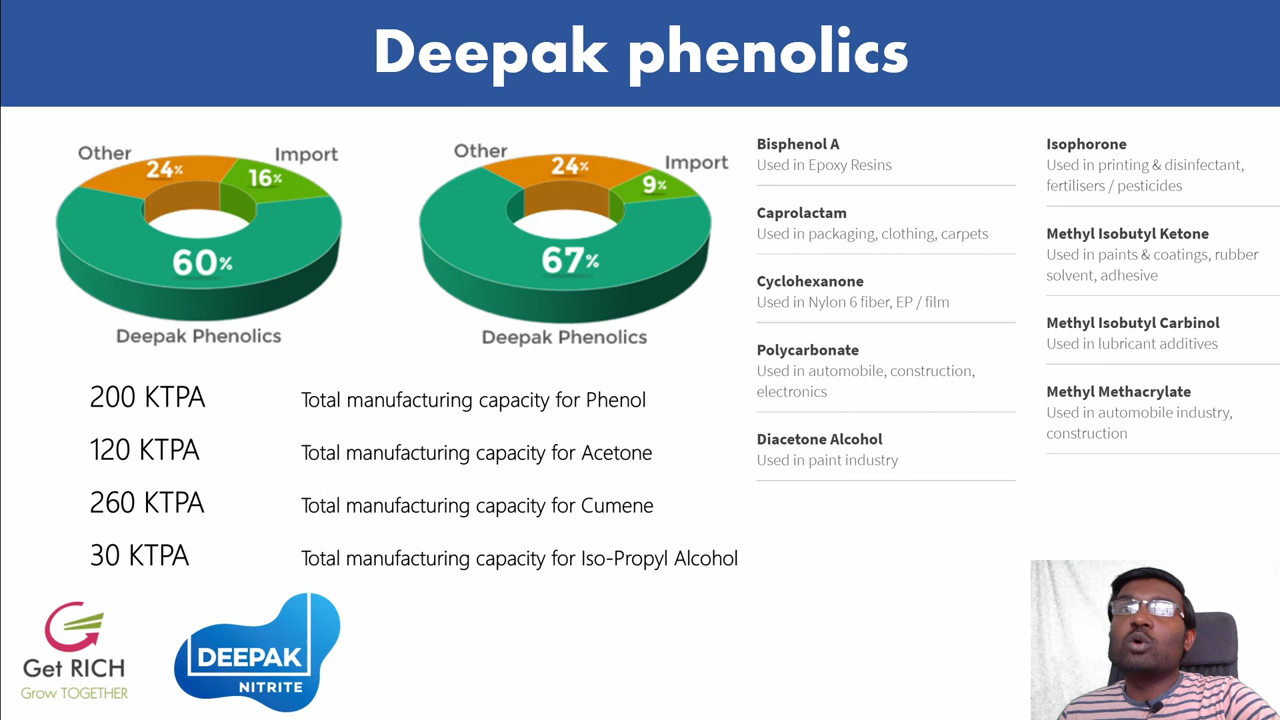 Deepak phenolics
Other
24%
Import
16%
60%
Deepak Phenolics
Other
24%
Import
9%
67%
Deepak Phenolics
200 KTPA Total manufacturing capacity for Phenol
120 KTPA Total manufacturing capacity for Acetone
260 KTPA Total manufacturing capacity for Cumene
30 KTPA Total manufacturing capacity for Iso-Propyl Alcohol
Bisphenol A
Used in Epoxy Resins
Caprolactam
Used in packaging, clothing, carpets
Cyclohexanone
Used in Nylon 6 fiber, EP / film
Polycarbonate
Used in automobile, construction,
electronics
Diacetone Alcohol
Used in paint industry
Isophorone
Used in printing & disinfectant,
fertilisers / pesticides
Methyl Isobutyl Ketone
Used in paints & coatings, rubber
solvent, adhesive
Methyl Isobutyl Carbinol
Used in lubricant additives
Methyl Methacrylate
Used in automobile industry,
construction
Get RICH
Grow TOGETHER
DEEPAK
NITRITE